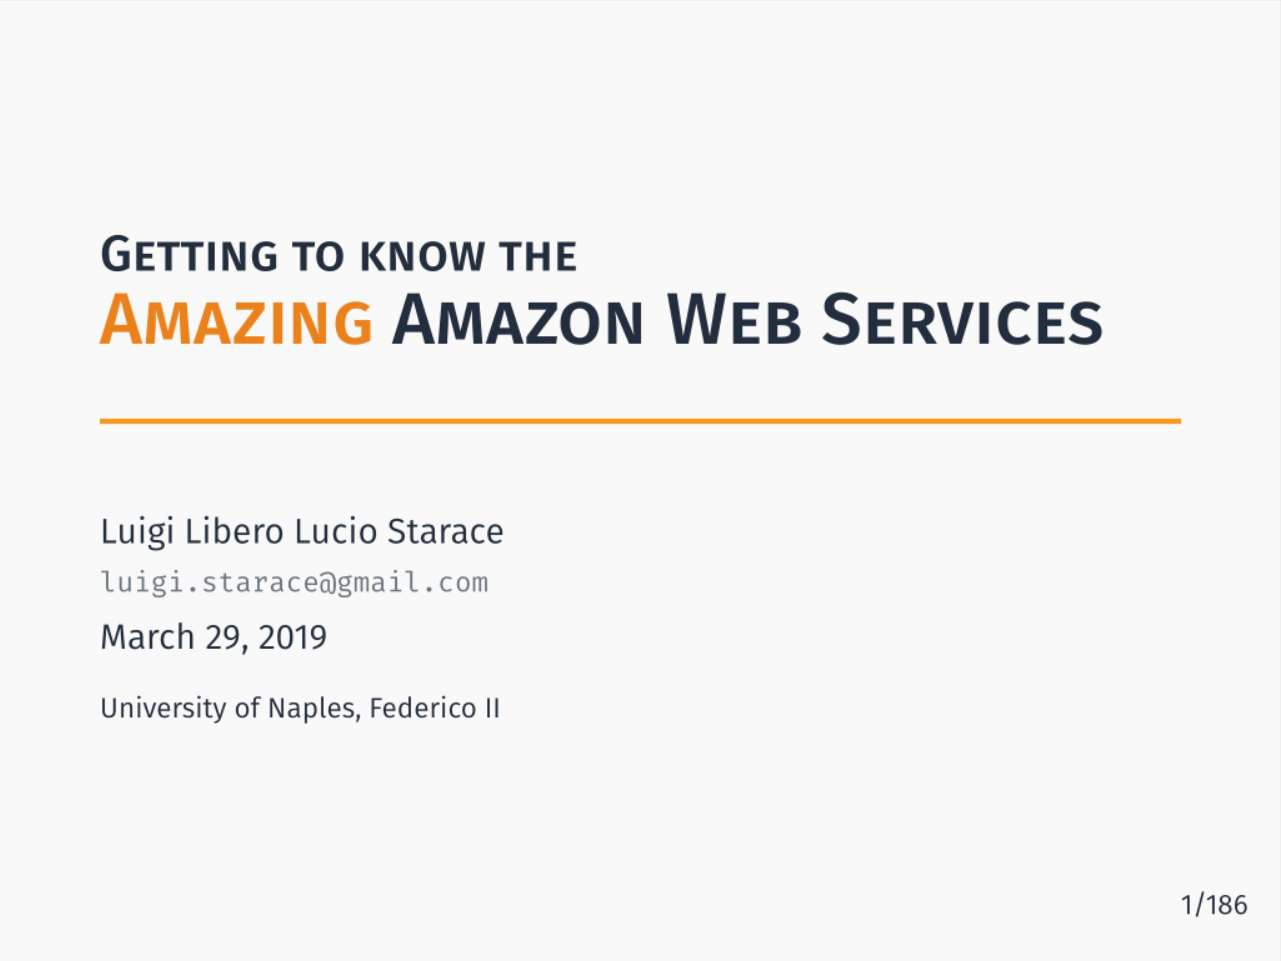 Getting to know the
Amazing Amazon Web Services
Luigi Libero Lucio Starace
luigi.starace@gmail.com
March 29, 2019
University of Naples, Federico II
1/186